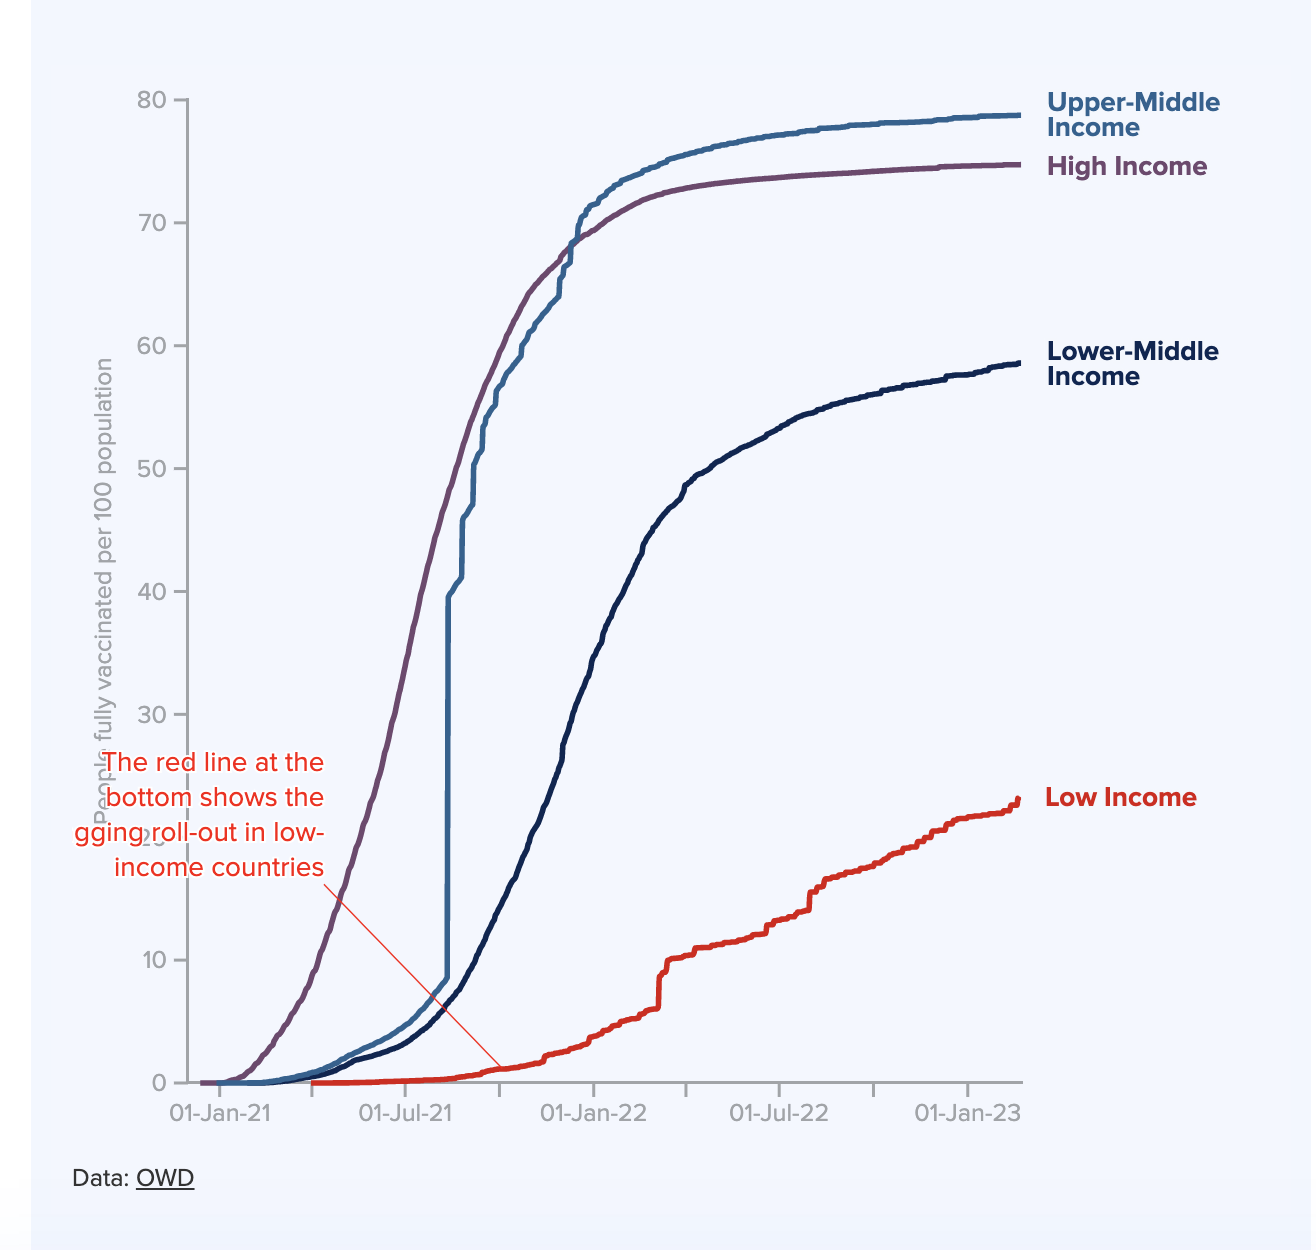 80
Upper-Middle
Income
High Income
70
60
Lower-Middle
Income
50
40
30
People fully vaccinated per 100 population
The red line at the
bottom shows the
gging roll-out in low-
income countries
20
Low Income
10
0
01-Jan-21
01-Jul-21
01-Jan-22
01-Jul-22
01-Jan-23
Data: OWD